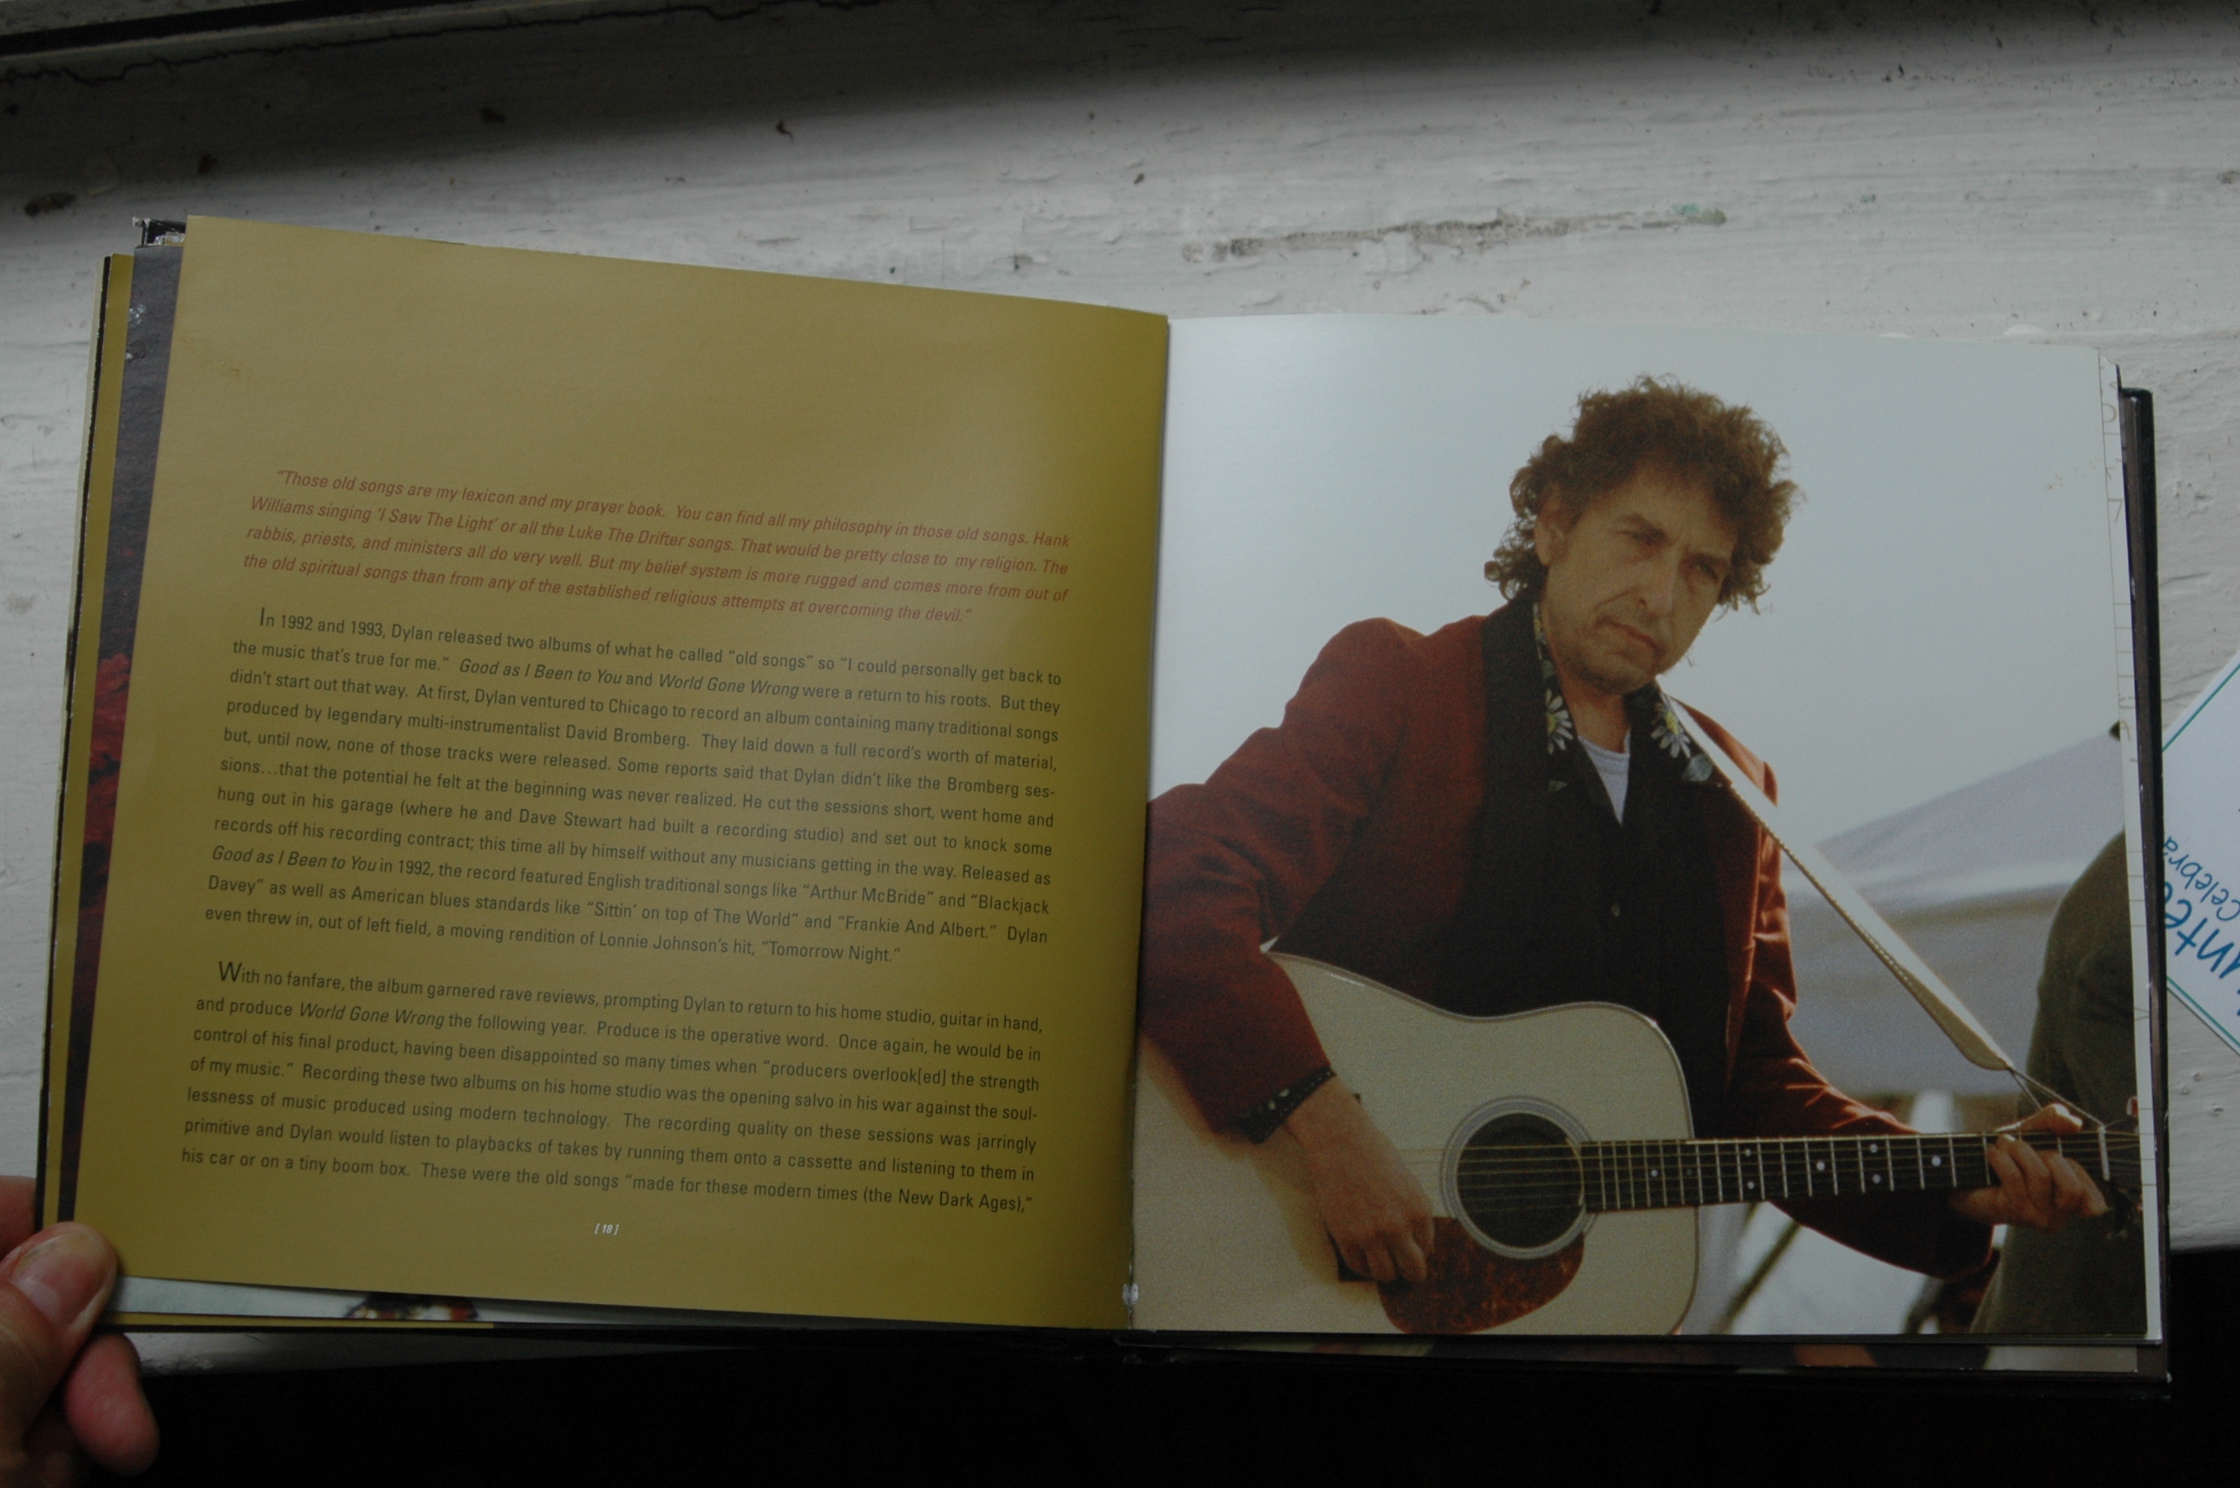 "Those old songs are my lexicon and my prayer book. You can find all my philosophy in those old songs. Hank
Williams singing 'I Saw The Light' or all the Luke The Drifter songs. That would be pretty close to my religion. The
rabbis, priests, and ministers all do very well. But my belief system is more rugged and comes more from out of
the old spiritual songs than from any of the established religious attempts at overcoming the devil."
In 1992 and 1993, Dylan released two albums of what he called "old songs" so "I could personally get back to
the music that's true for me." Good as I Been to You and World Gone Wrong were a return to his roots. But they
didn't start out that way. At first, Dylan ventured to Chicago to record an album containing many traditional songs
produced by legendary multi-instrumentalist David Bromberg. They laid down a full record's worth of material,
but, until now, none of those tracks were released. Some reports said that Dylan didn't like the Bromberg ses-
sions...that the potential he felt at the beginning was never realized. He cut the sessions short, went home and
hung out in his garage (where he and Dave Stewart had built a recording studio) and set out to knock some
records off his recording contract; this time all by himself without any musicians getting in the way. Released as
Good as I Been to You in 1992, the record featured English traditional songs like "Arthur McBride" and "Blackjack
Davey" as well as American blues standards like "Sittin' on top of The World" and "Frankie And Albert." Dylan
even threw in, out of left field, a moving rendition of Lonnie Johnson's hit, "Tomorrow Night."
With no fanfare, the album garnered rave reviews, prompting Dylan to return to his home studio, guitar in hand,
and produce World Gone Wrong the following year. Produce is the operative word. Once again, he would be in
control of his final product, having been disappointed so many times when "producers overlook[ed] the strength
of my music." Recording these two albums on his home studio was the opening salvo in his war against the soul-
lessness of music produced using modern technology. The recording quality on these sessions was jarringly
primitive and Dylan would listen to playbacks of takes by running them onto a cassette and listening to them in
his car or on a tiny boom box. These were the old songs "made for these modern times (the New Dark Ages),"
[18]